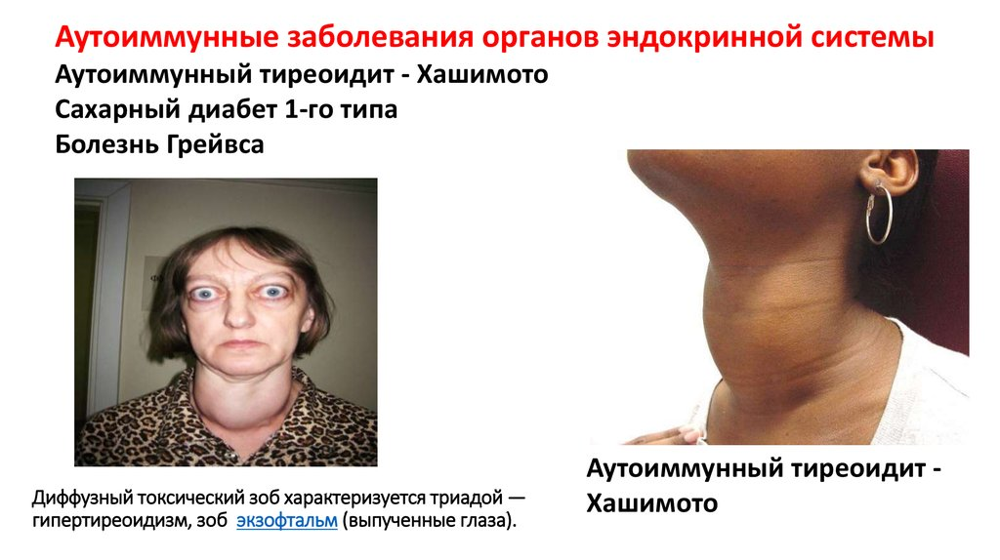 Аутоиммунные заболевания органов эндокринной системы
Аутоиммунный тиреоидит - Хашимото
Сахарный диабет 1-го типа
Болезнь Грейвса
Диффузный токсический зоб характеризуется триадой —
гипертиреоидизм, зоб экзофтальм (выпученные глаза).
Аутоиммунный тиреоидит -
Хашимото